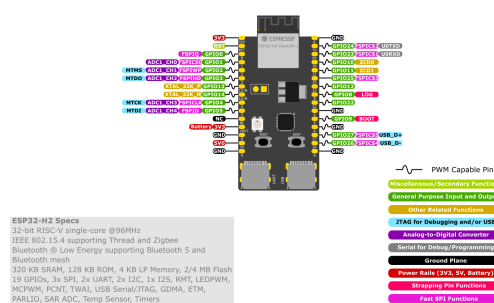 3V3
RST
FSPIQ GPIO0
ADC1_CH0 FSPICS0 GPIO1
MTMS ADC1_CH1 FSPIWP GPIO2
MTDO ADC1_CH2 FSPIHD GPIO3
XTAL_32K_P GPIO13
XTAL_32K_N GPIO14
MTCK ADC1_CH3 FSPICLK GPIO4
MTDI ADC1_CH4 FSPID GPIO5
NC
Battery 3V3
GND
5V0
GND
ESPRESSIF
GND
GPIO24 FSPICS2 U0TXD
GPIO23 FSPICS1 U0RXD
GPIO10 ZCD0
GPIO11 ZCD1
GPIO25 FSPICS3
GPIO12
GPIO8 LOG
GPIO22
GND
GPIO9 BOOT
GND
GPIO27 FSPICS5 USB_D+
GPIO26 FSPICS4 USB_D-
GND
PWM Capable Pin
Miscellaneous/Secondary Function
General Purpose Input and Outpu
Other Related Functions
JTAG for Debugging and/or USB
Analog-to-Digital Converter
Serial for Debug/Programming
Ground Plane
Power Rails (3V3, 5V, Battery)
Strapping Pin Functions
Fast SPI Functions
ESP32-H2 Specs
32-bit RISC-V single-core @96MHz
IEEE 802.15.4 supporting Thread and Zigbee
Bluetooth ® Low Energy supporting Bluetooth 5 and
Bluetooth mesh
320 KB SRAM, 128 KB ROM, 4 KB LP Memory, 2/4 MB Flash
19 GPIOs, 3x SPI, 2x UART, 2x I2C, 1x I2S, RMT, LEDPWM,
MCPWM, PCNT, TWAI, USB Serial/JTAG, GDMA, ETM,
PARLIO, SAR ADC, Temp Sensor, Timers